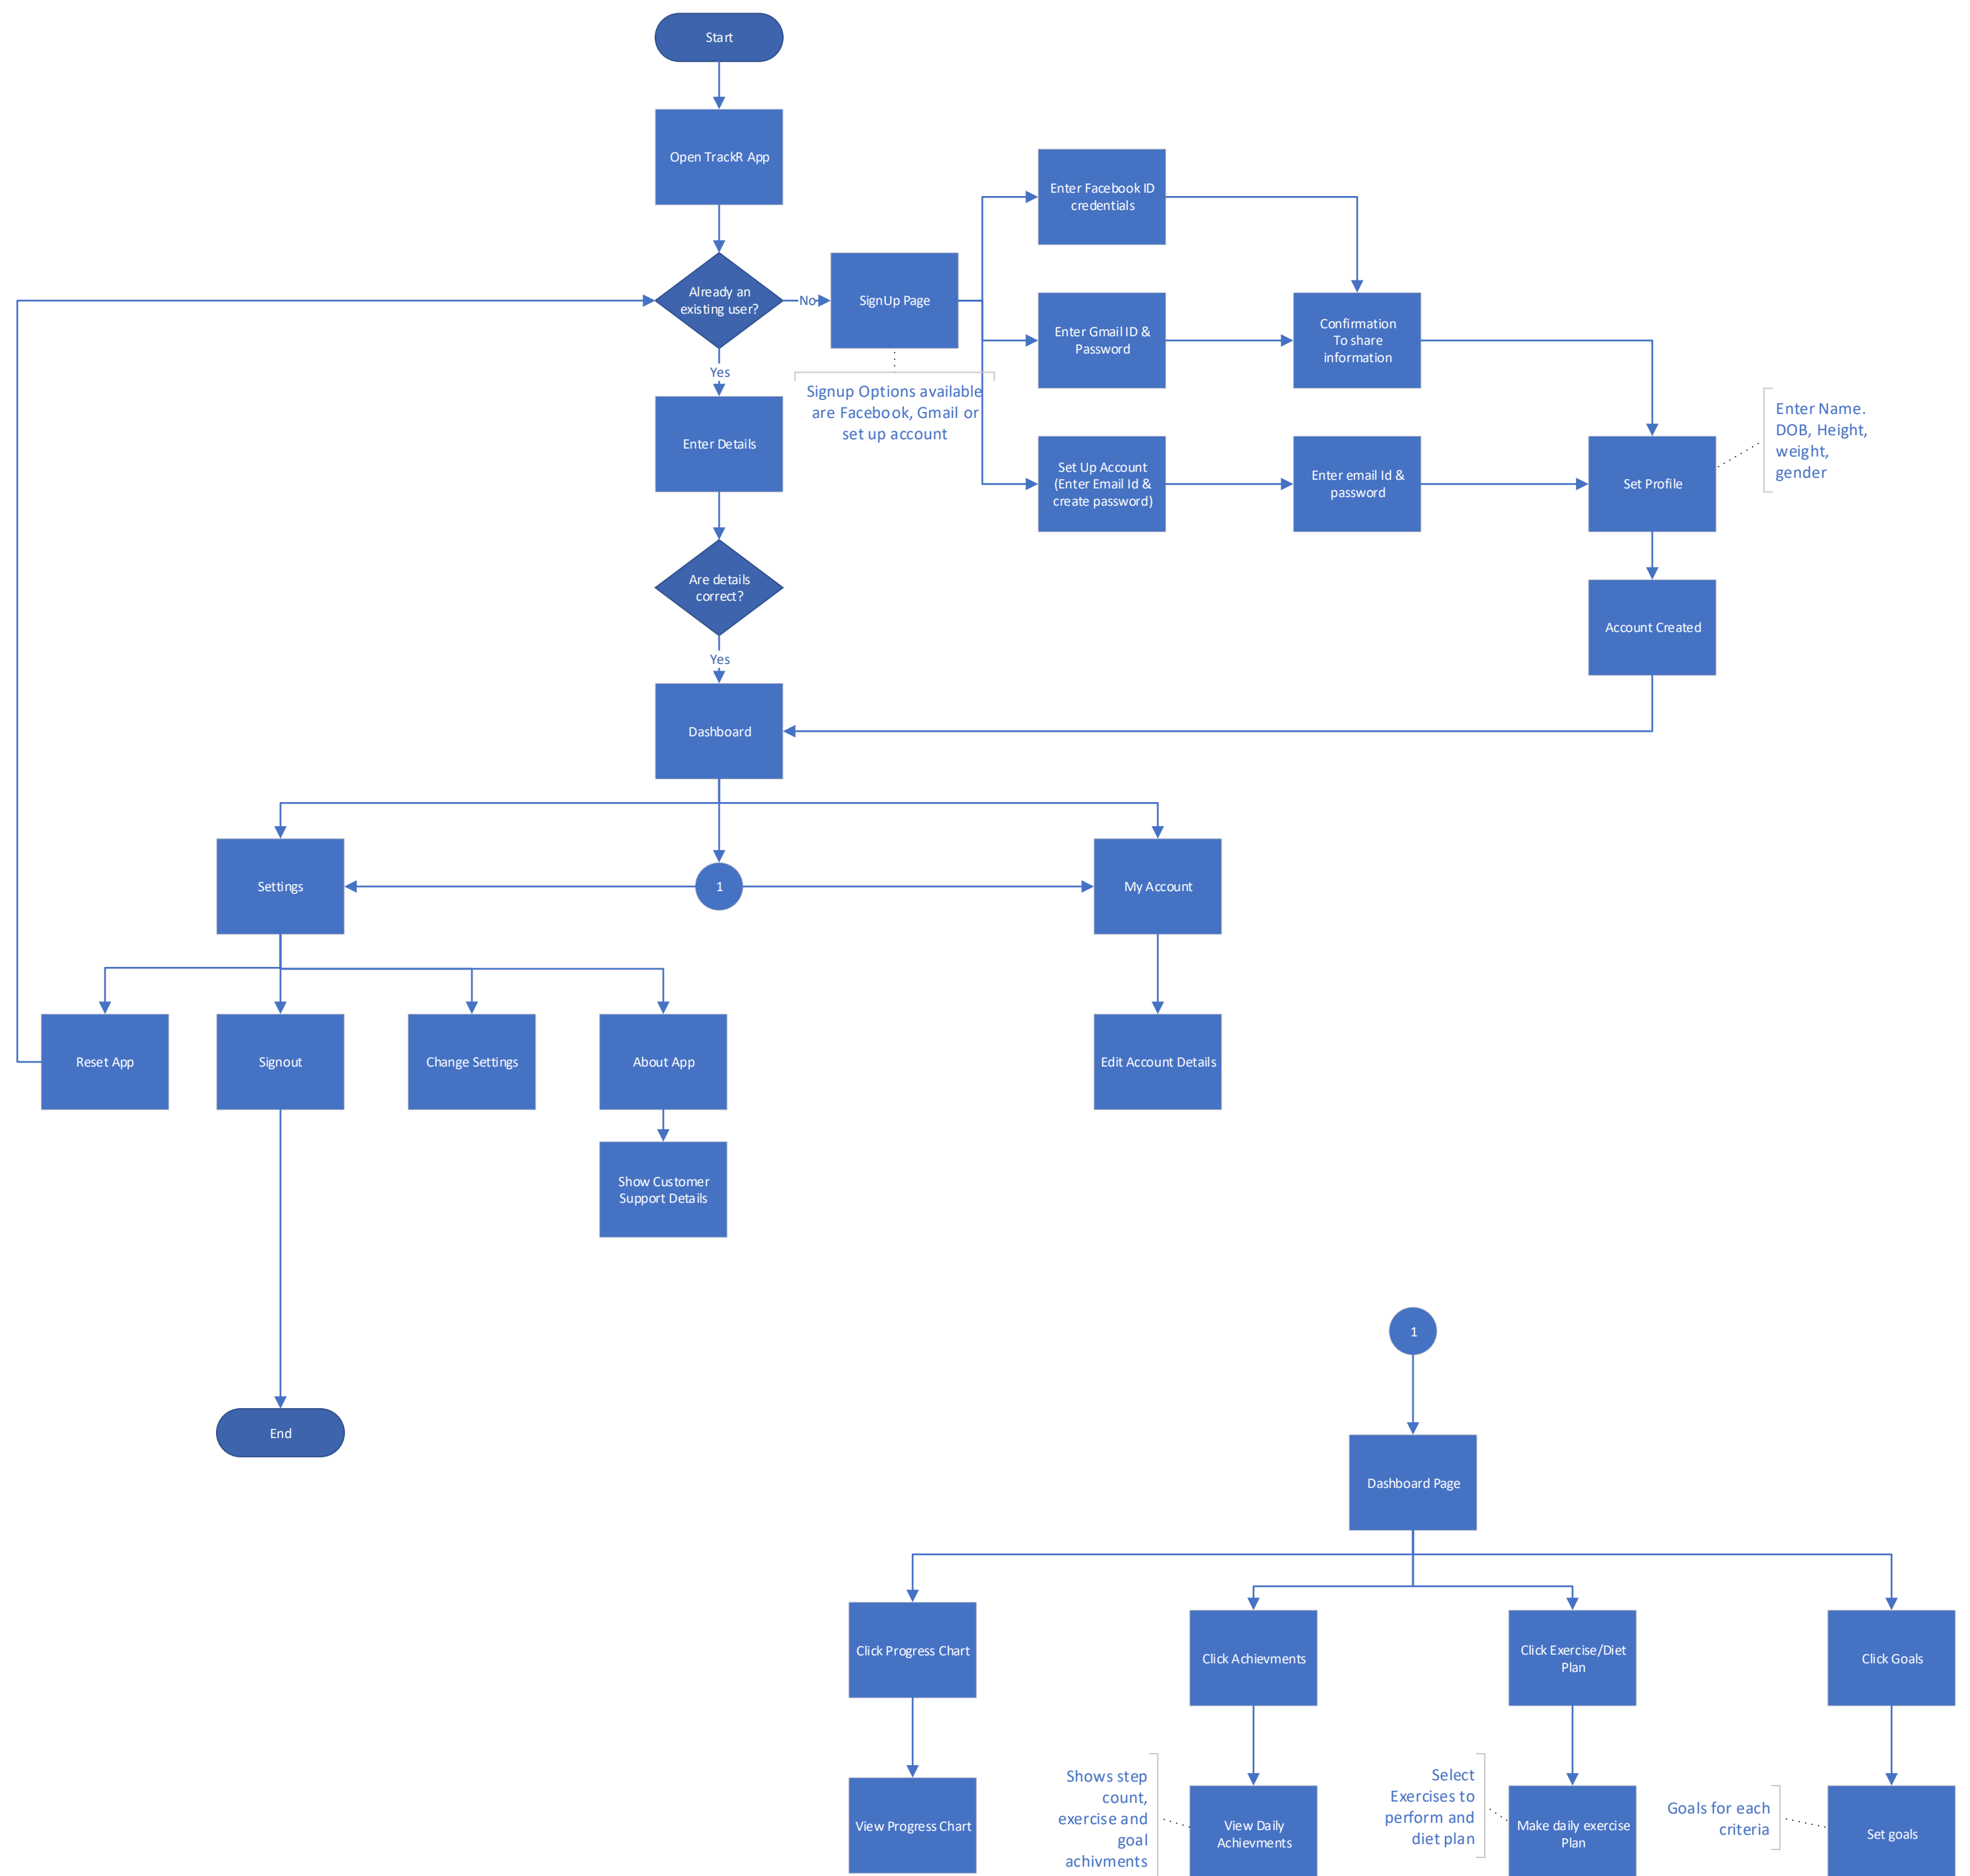 Start
Open TrackR App
Enter Facebook ID
credentials
Already an
existing user?
No
SignUp Page
Enter Gmail ID &
Password
Confirmation
To share
information
Yes
Signup Options available
are Facebook, Gmail or
set up account
Enter Name.
DOB, Height,
weight,
gender
Enter Details
Set Up Account
(Enter Email Id &
create password)
Enter email Id &
password
Set Profile
Are details
correct?
Account Created
Yes
Dashboard
Settings
1
My Account
Reset App
Signout
Change Settings
About App
Edit Account Details
Show Customer
Support Details
1
End
Dashboard Page
Click Progress Chart
Click Achievments
Click Exercise/Diet
Plan
Click Goals
View Progress Chart
Shows step
count,
exercise and
goal
achivments
View Daily
Achievments
Select
Exercises to
perform and
diet plan
Make daily exercise
Plan
Goals for each
criteria
Set goals